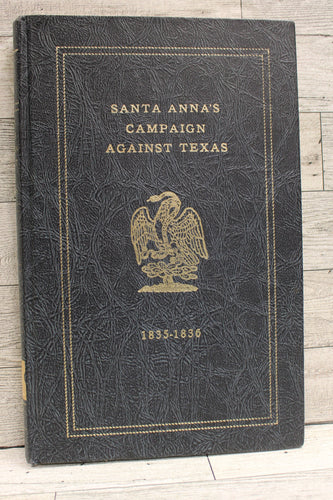 SANTA ANNA'S
CAMPAIGN
AGAINST TEXAS
1835-1836